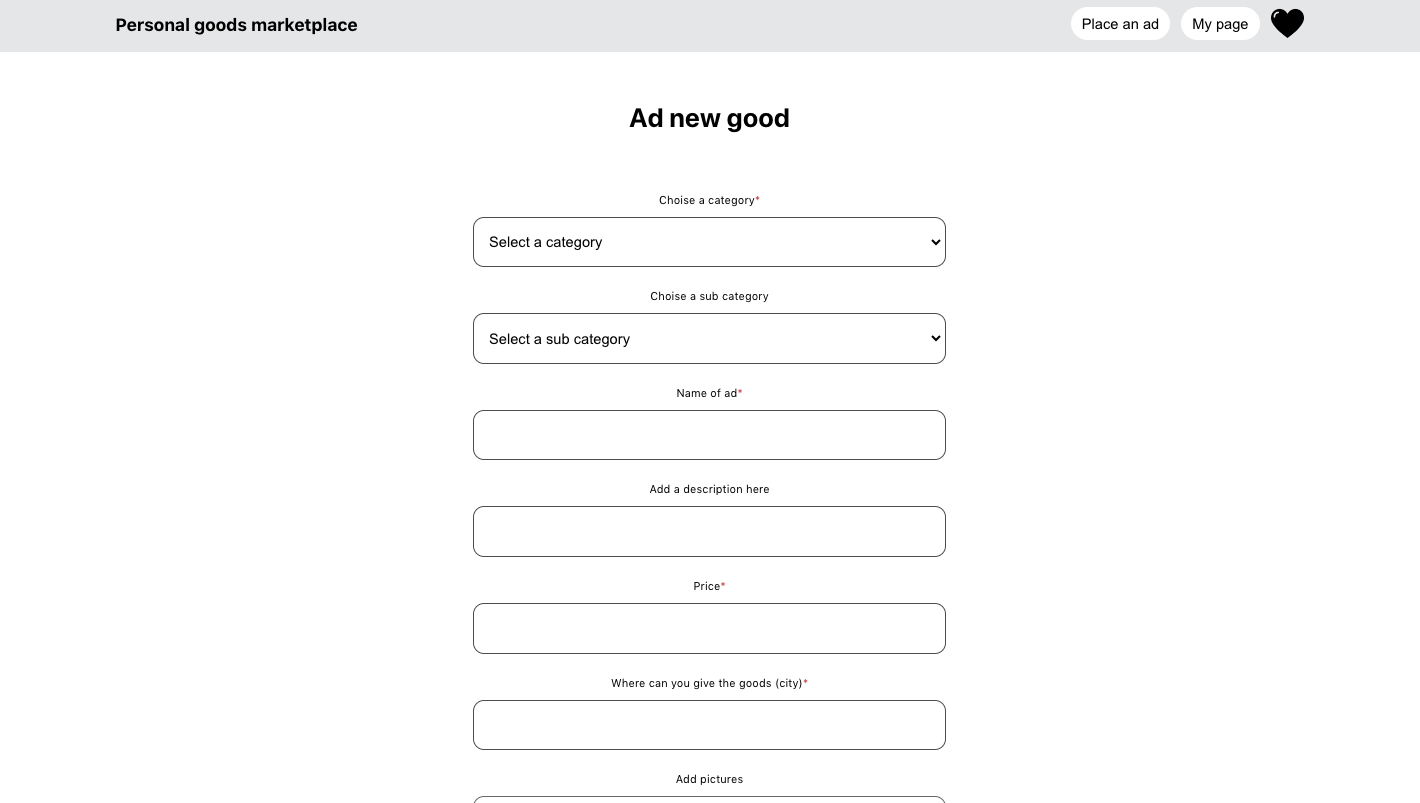 Personal goods marketplace
Place an ad
My page
Ad new good
Choise a category*
Select a category
Choise a sub category
Select a sub category
Name of ad*
Add a description here
Price*
Where can you give the goods (city)*
Add pictures